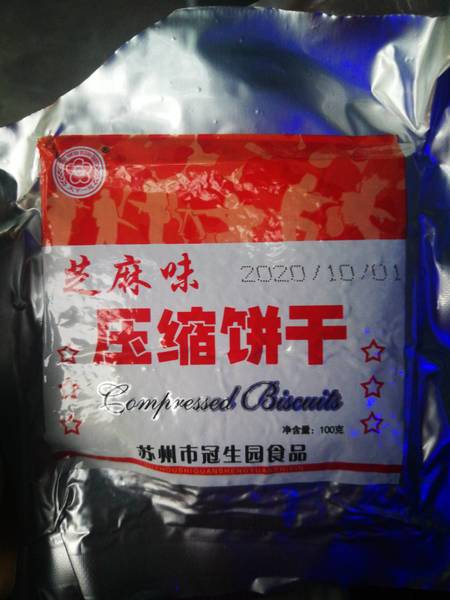 芝麻味
2020/10/01
压缩饼干
Compressed Biscuits
净含量：100克
苏州市冠生园食品